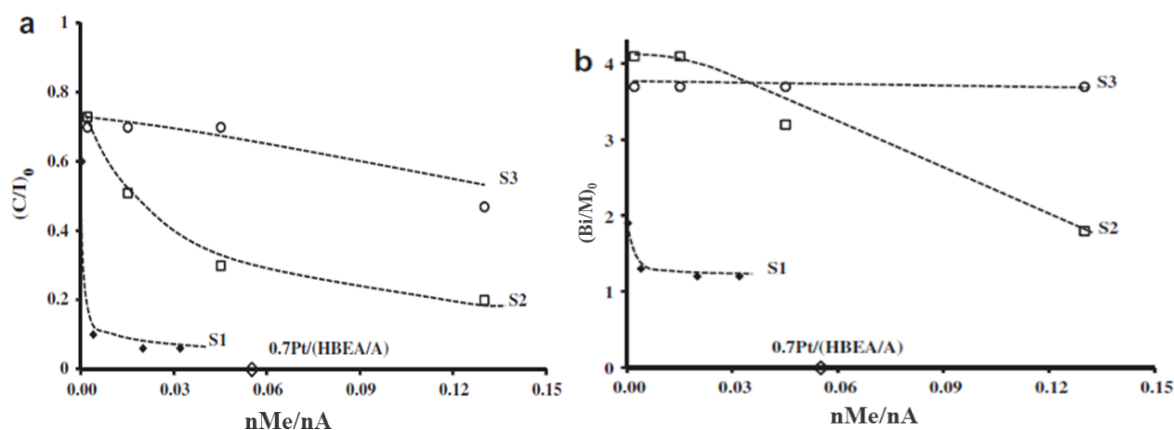 a
1
0.8
0.6
0.4
0.2
0
(C/I)₀
S3
S2
S1
0.7Pt/(HBEA/A)
0.00 0.03 0.06 0.09 0.12 0.15
nMe/nA
b
4
3
2
1
0
(Bi/M)₀
S3
S2
S1
0.7Pt/(HBEA/A)
0.00 0.03 0.06 0.09 0.12 0.15
nMe/nA